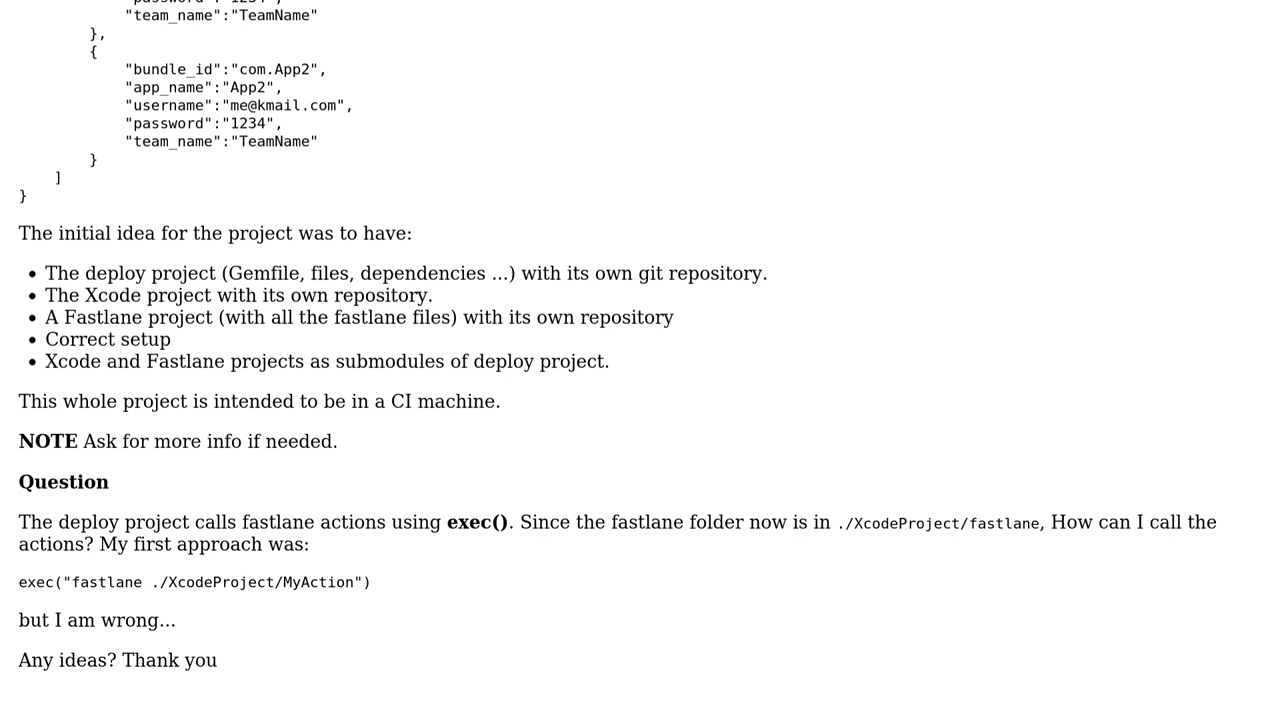 "team_name":"TeamName"
},
{
"bundle_id":"com.App2",
"app_name":"App2",
"username":"me@kmail.com",
"password":"1234",
"team_name":"TeamName"
}
]
}
The initial idea for the project was to have:
• The deploy project (Gemfile, files, dependencies ...) with its own git repository.
• The Xcode project with its own repository.
• A Fastlane project (with all the fastlane files) with its own repository
• Correct setup
• Xcode and Fastlane projects as submodules of deploy project.
This whole project is intended to be in a CI machine.
NOTE Ask for more info if needed.
Question
The deploy project calls fastlane actions using exec(). Since the fastlane folder now is in ./XcodeProject/fastlane, How can I call the
actions? My first approach was:
exec("fastlane ./XcodeProject/MyAction")
but I am wrong...
Any ideas? Thank you